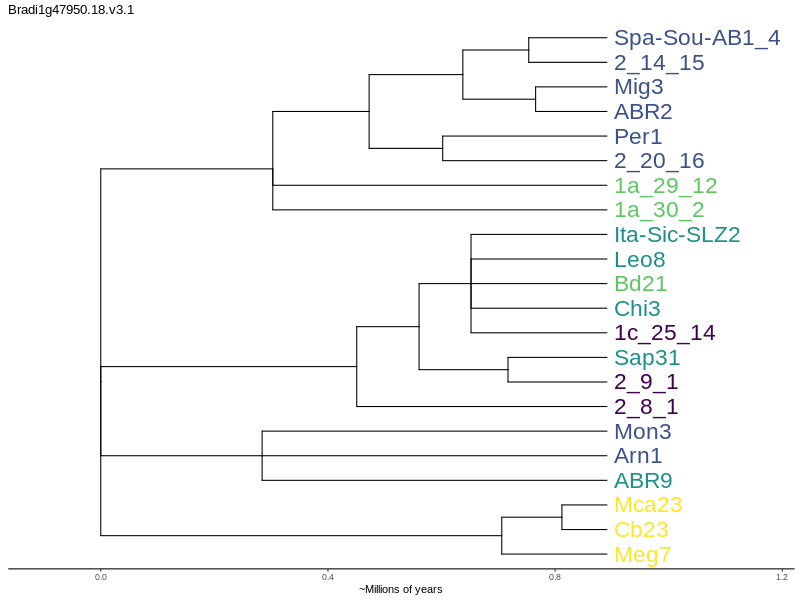 Bradi1g47950.18.v3.1
Spa-Sou-AB1_4
2_14_15
Mig3
ABR2
Per1
2_20_16
1a_29_12
1a_30_2
Ita-Sic-SLZ2
Leo8
Bd21
Chi3
1c_25_14
Sap31
2_9_1
2_8_1
Mon3
Arn1
ABR9
Mca23
Cb23
Meg7
0.0 0.4 0.8 1.2
~Millions of years